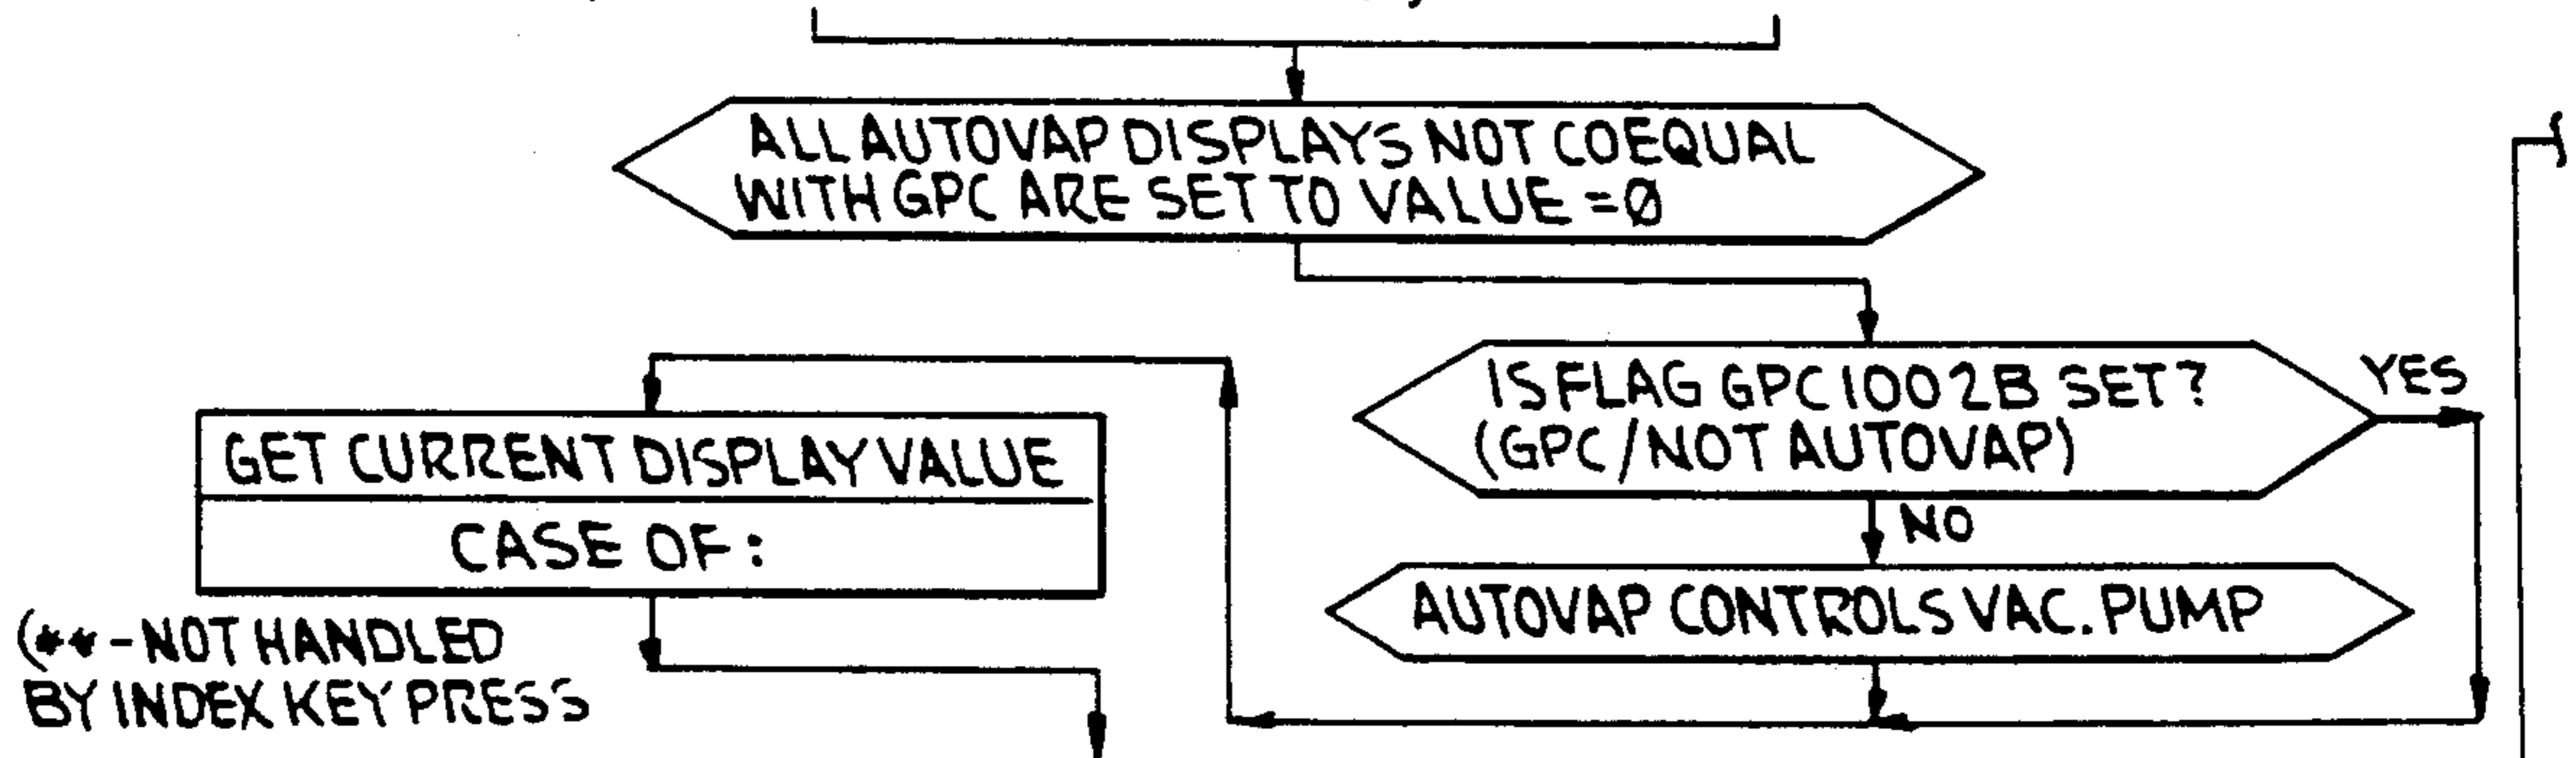 ALL AUTOVAP DISPLAYS NOT COEQUAL
WITH GPC ARE SET TO VALUE =Ø
IS FLAG GPC1002B SET?
(GPC/NOT AUTOVAP)
YES
NO
AUTOVAP CONTROLS VAC. PUMP
GET CURRENT DISPLAY VALUE
CASE OF:
(**-NOT HANDLED
BY INDEX KEY PRESS